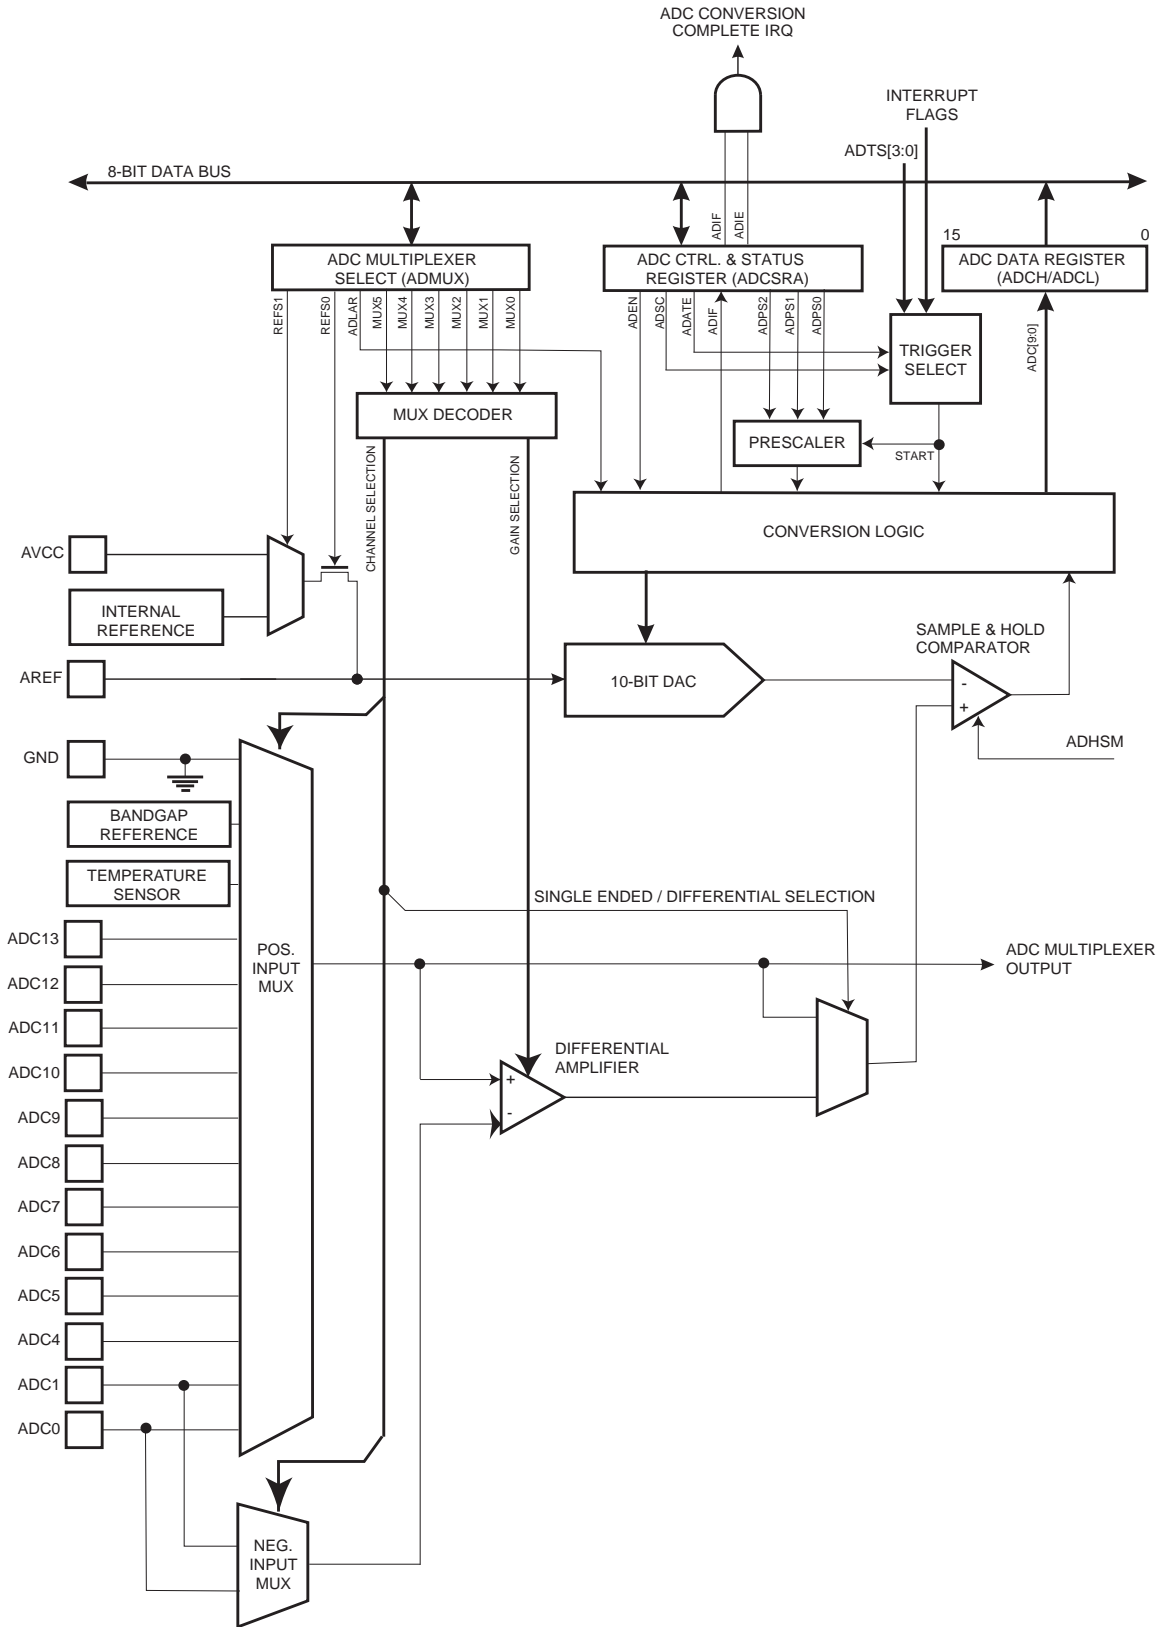 ADC CONVERSION
COMPLETE IRQ
INTERRUPT
FLAGS
ADTS[3:0]
8-BIT DATA BUS
ADIF
ADIE
15
0
ADC MULTIPLEXER
SELECT (ADMUX)
ADC CTRL. & STATUS
REGISTER (ADCSRA)
ADC DATA REGISTER
(ADCH/ADCL)
REFS1
REFS0
ADLAR
MUX5
MUX4
MUX3
MUX2
MUX1
MUX0
ADEN
ADSC
ADATE
ADIF
ADPS2
ADPS1
ADPS0
ADC[9:0]
TRIGGER
SELECT
MUX DECODER
PRESCALER
START
CHANNEL SELECTION
GAIN SELECTION
CONVERSION LOGIC
AVCC
INTERNAL
REFERENCE
SAMPLE & HOLD
COMPARATOR
AREF
10-BIT DAC
-
+
ADHSM
GND
BANDGAP
REFERENCE
TEMPERATURE
SENSOR
SINGLE ENDED / DIFFERENTIAL SELECTION
ADC13
POS.
INPUT
MUX
ADC MULTIPLEXER
OUTPUT
ADC12
ADC11
ADC10
DIFFERENTIAL
AMPLIFIER
+
-
ADC9
ADC8
ADC7
ADC6
ADC5
ADC4
ADC1
ADC0
NEG.
INPUT
MUX